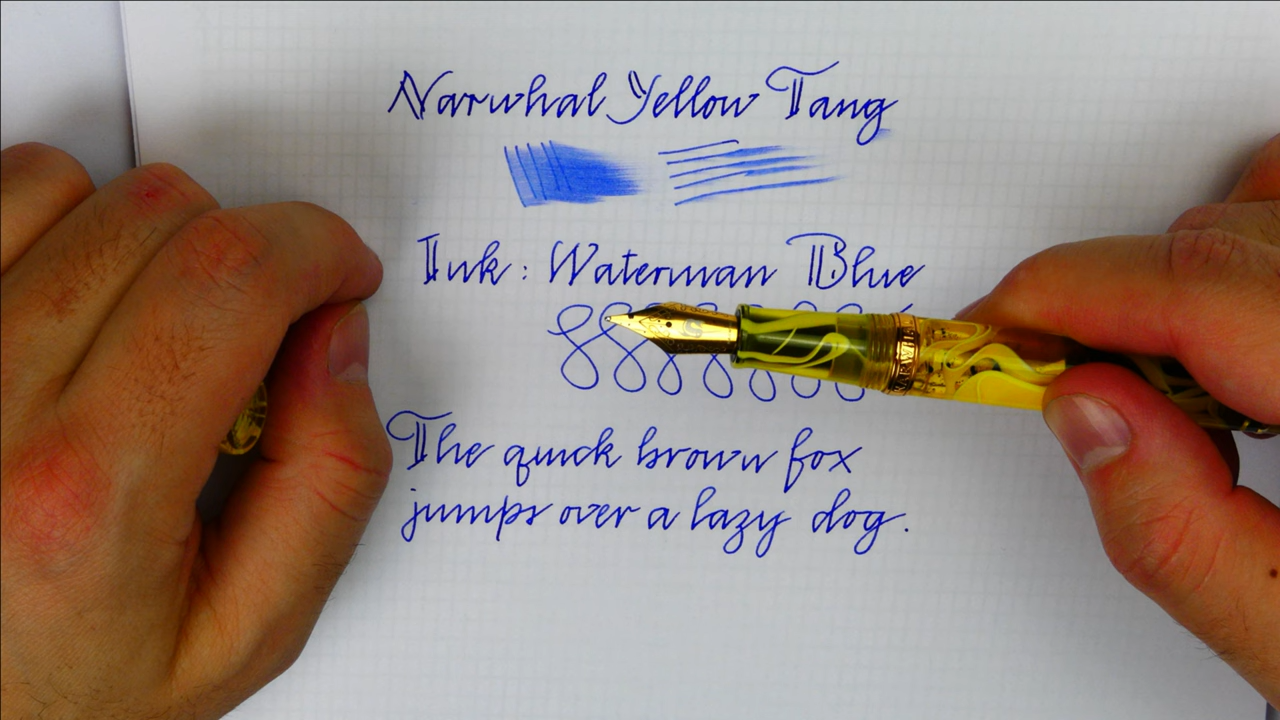 Narwhal Yellow Tang
Ink: Waterman Blue
The quick brown fox
jumps over a lazy dog.